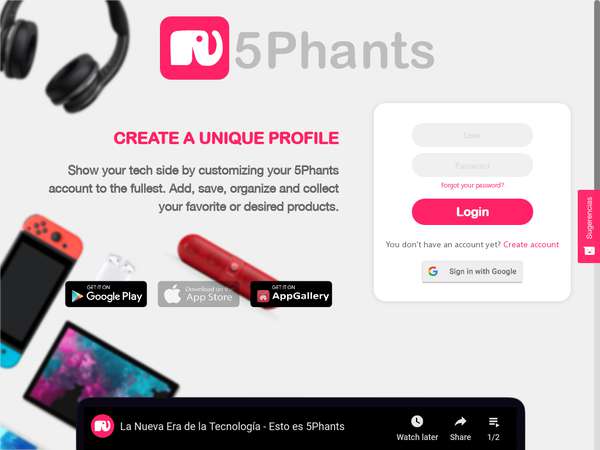 5Phants
CREATE A UNIQUE PROFILE
Show your tech side by customizing your 5Phants
account to the fullest. Add, save, organize and collect
your favorite or desired products.
GET IT ON
Google Play
Download on the
App Store
GET IT ON
AppGallery
Password
Forgot your password?
Login
You don't have an account yet? Create account
Sign in with Google
Sugerencias
La Nueva Era de la Tecnología - Esto es 5Phants
Watch later
Share
1/2